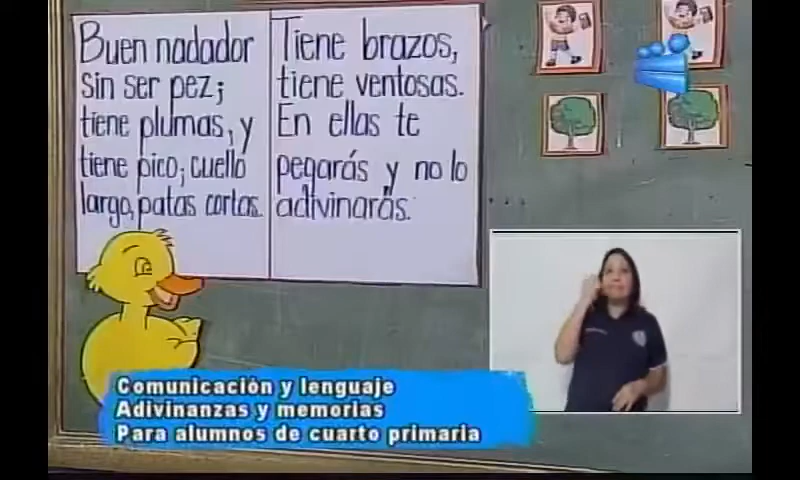 Buen nadador
sin ser pez;
tiene plumas, y
tiene pico; cuello
largo, patas cortas.
Tiene brazos,
tiene ventosas.
En ellas te
pegarás y no lo
adivinarás.
Comunicación y lenguaje
Adivinanzas y memorias
Para alumnos de cuarto primaria